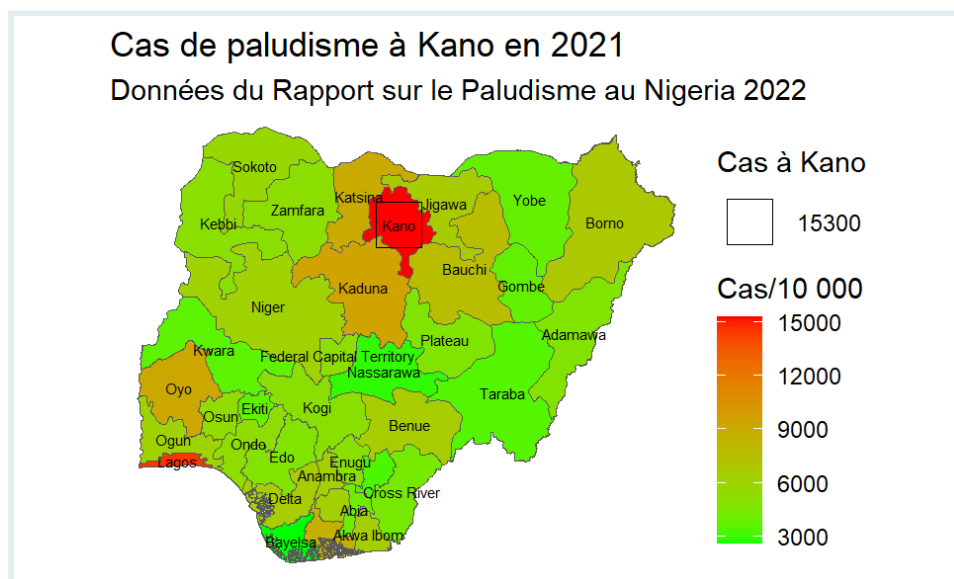 Cas de paludisme à Kano en 2021
Données du Rapport sur le Paludisme au Nigeria 2022
Sokoto
Katsina
Jigawa
Yobe
Borno
Zamfara
Kebbi
Kano
Bauchi
Kaduna
Gombe
Niger
Adamawa
Plateau
Kwara
Federal Capital Territory
Nassarawa
Taraba
Oyo
Ekiti
Kogi
Osun
Benue
Ogun
Ondo
Edo
Enugu
Lagos
Anambra
Cross River
Delta
Abia
Bayelsa
Akwa Ibom
Cas à Kano
15300
Cas/10 000
15000
12000
9000
6000
3000